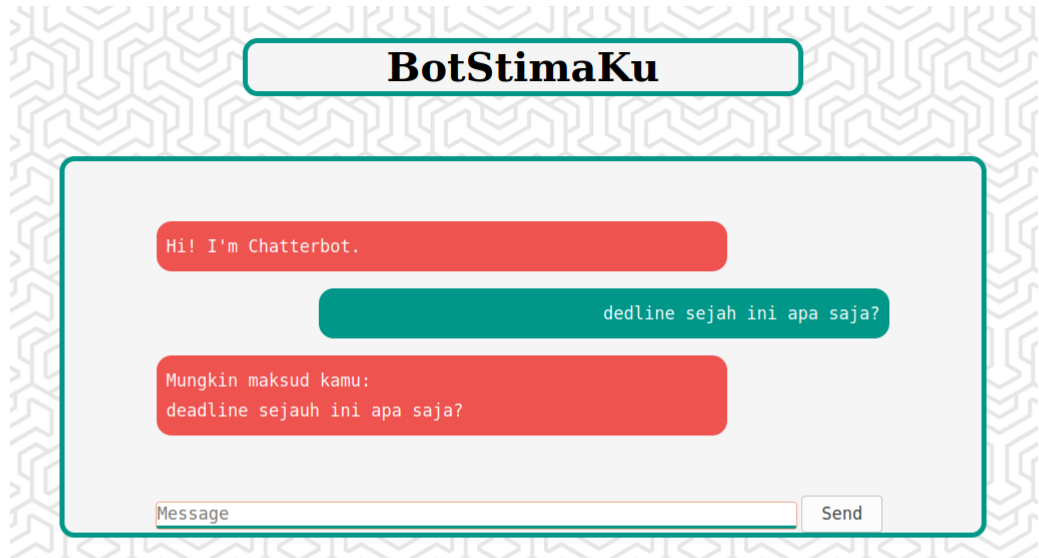 BotStimaKu
Hi! I'm Chatterbot.
dedline sejah ini apa saja?
Mungkin maksud kamu:
deadline sejauh ini apa saja?
Message
Send